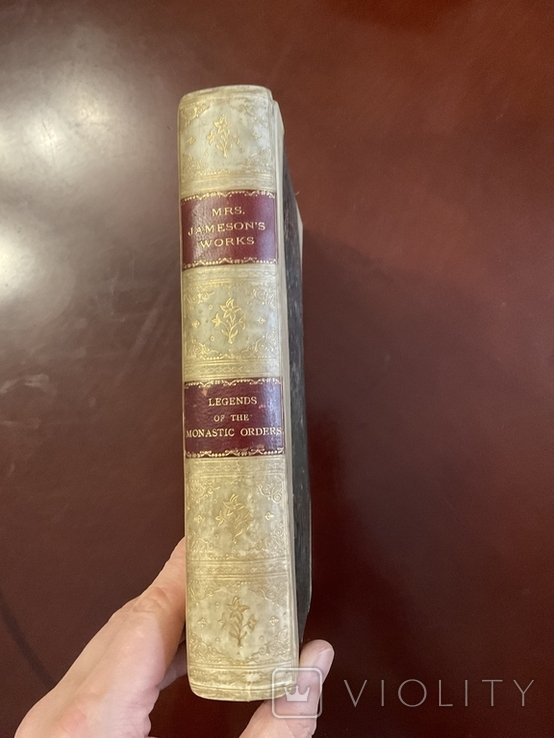 MRS.
JAMESON'S
WORKS
LEGENDS
OF THE
MONASTIC ORDERS
VIOLITY